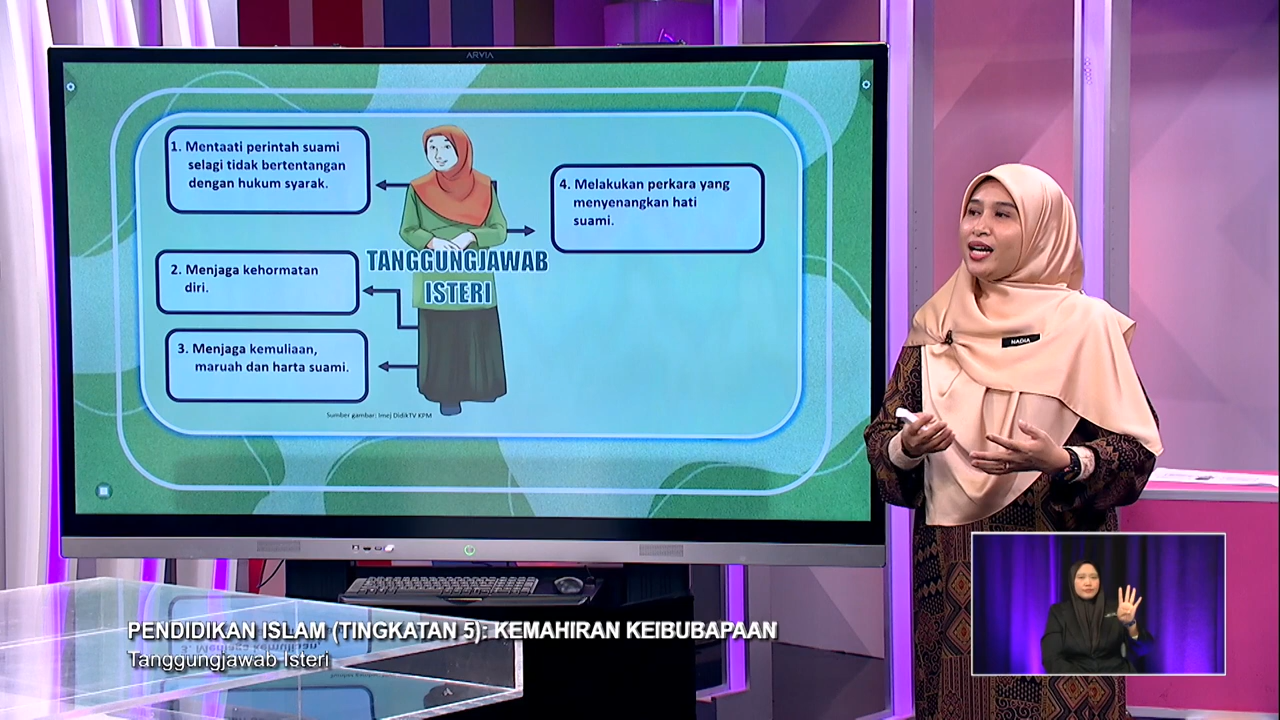 ARVIA
1. Mentaati perintah suami
selagi tidak bertentangan
dengan hukum syarak.
2. Menjaga kehormatan
diri.
3. Menjaga kemuliaan,
maruah dan harta suami.
4. Melakukan perkara yang
menyenangkan hati
suami.
TANGGUNGJAWAB
ISTERI
Sumber gambar: Imej DidikTV KPM
NADIA
PENDIDIKAN ISLAM (TINGKATAN 5): KEMAHIRAN KEIBUBAPAAN
Tanggungjawab Isteri